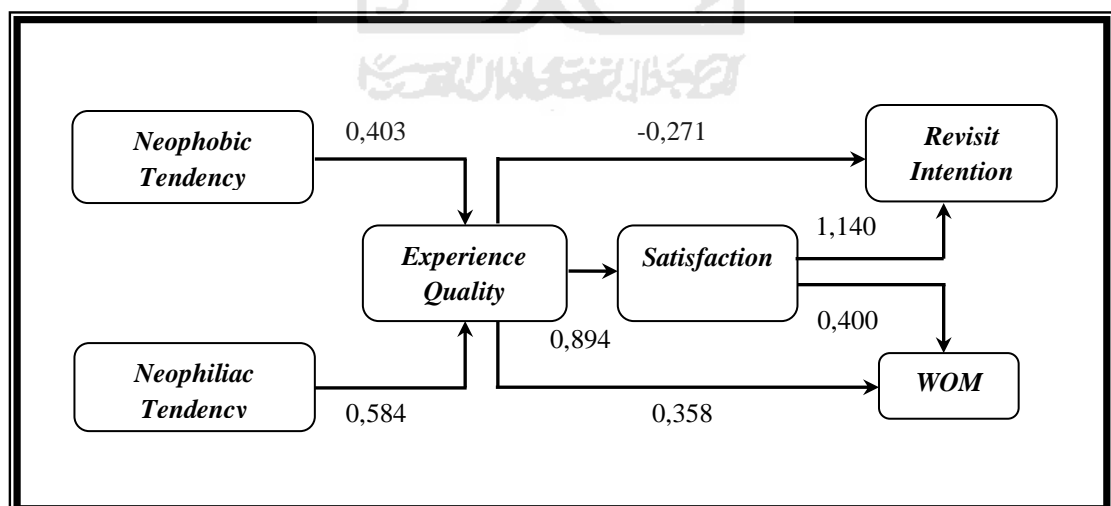 Neophobic
Tendency
0,403
-0,271
Revisit
Intention
Experience
Quality
Satisfaction
1,140
0,894
0,400
Neophiliac
Tendency
0,584
0,358
WOM